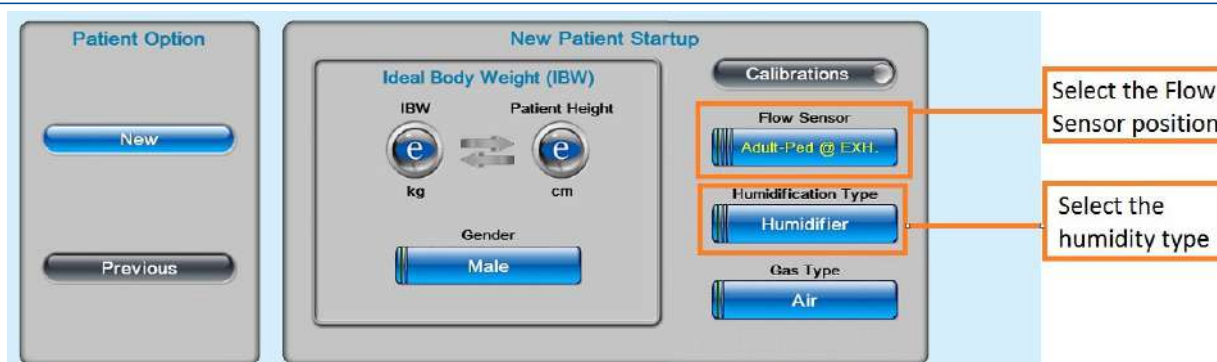 Patient Option
New
Previous
New Patient Startup
Ideal Body Weight (IBW)
IBW
Patient Height
e
e
kg
cm
Gender
Male
Calibrations
Flow Sensor
Adult-Ped @ EXH.
Humidification Type
Humidifier
Gas Type
Air
Select the Flow
Sensor position
Select the
humidity type